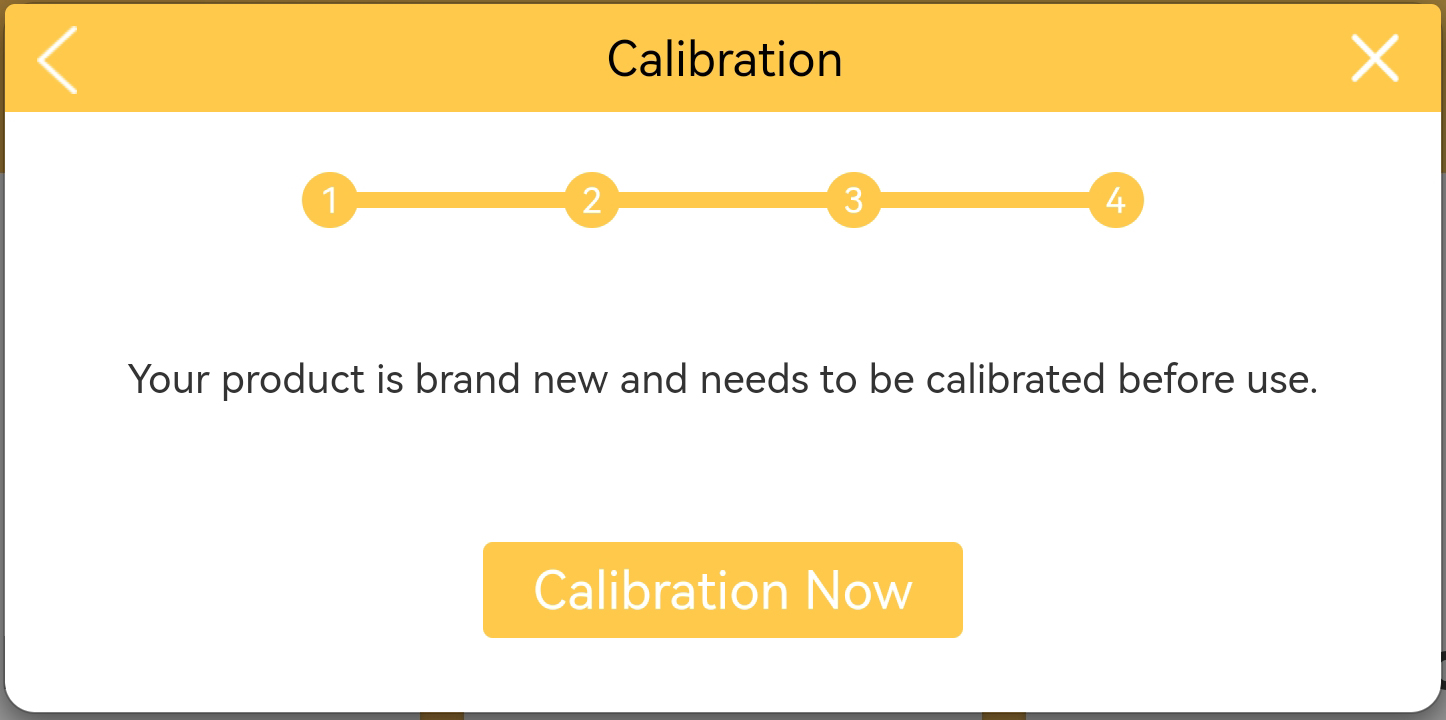 Calibration
1 2 3 4
Your product is brand new and needs to be calibrated before use.
Calibration Now